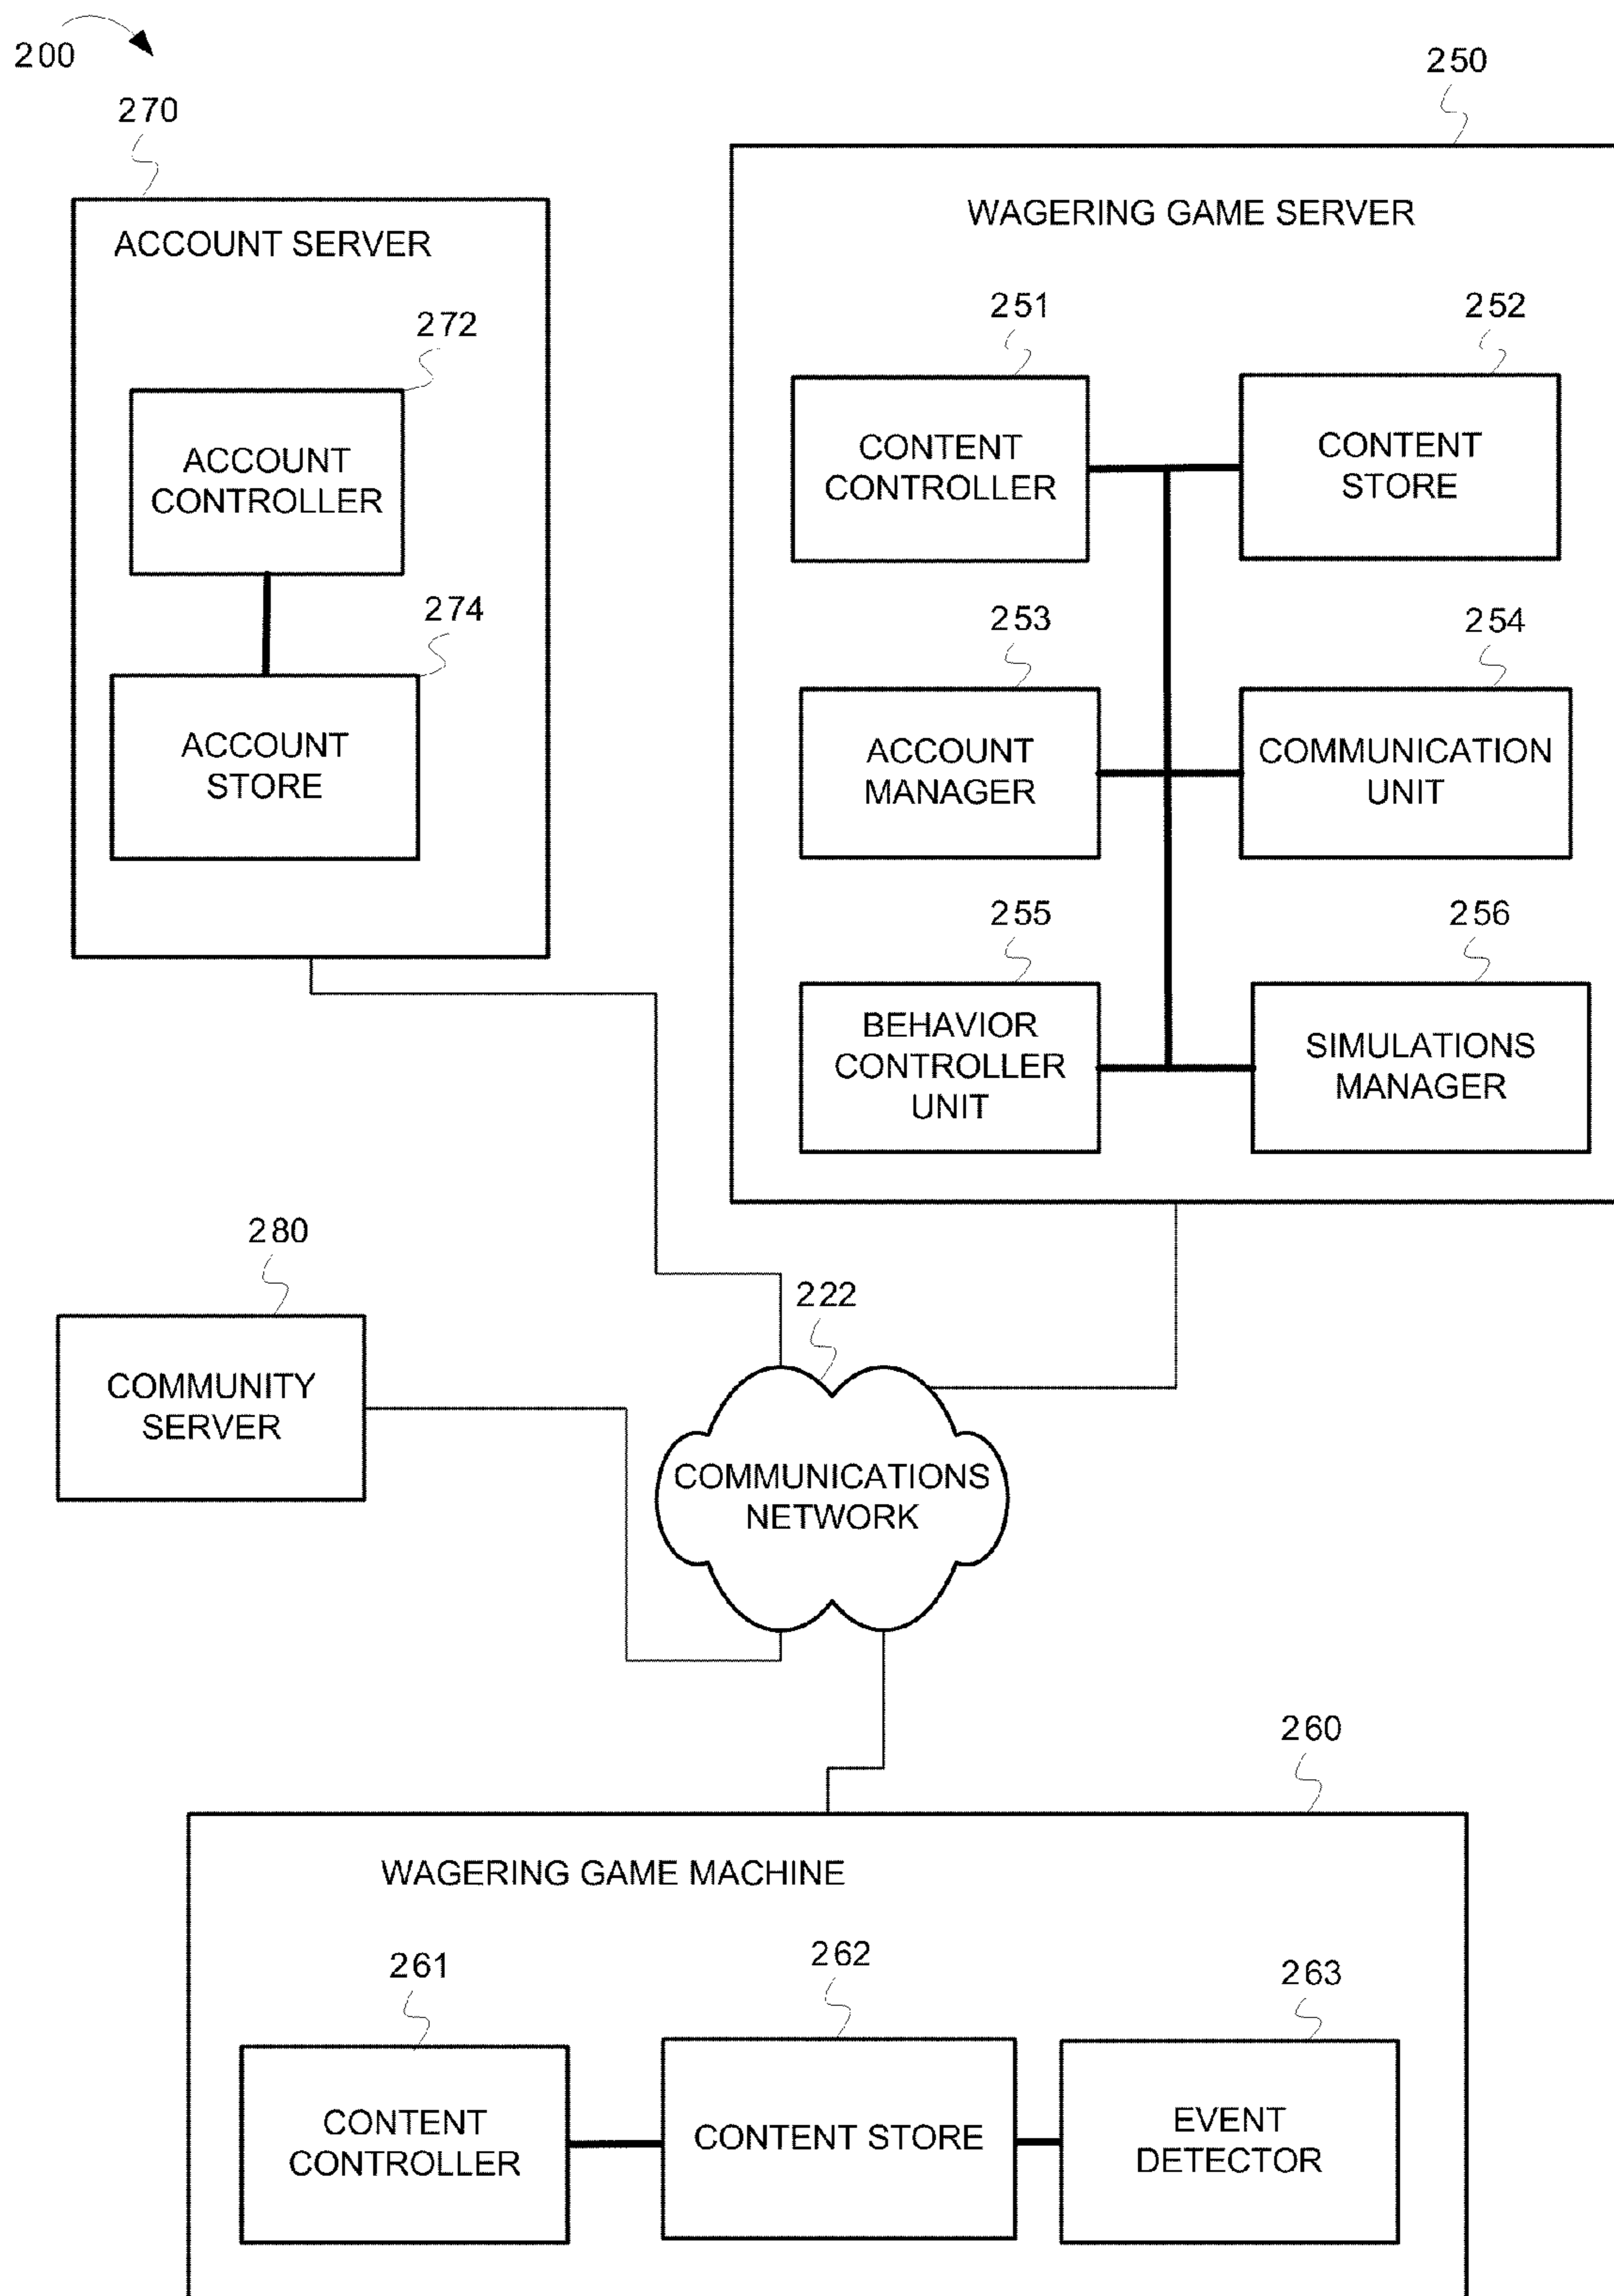 200
270
ACCOUNT SERVER
272
ACCOUNT
CONTROLLER
274
ACCOUNT
STORE
250
WAGERING GAME SERVER
251
CONTENT
CONTROLLER
252
CONTENT
STORE
253
ACCOUNT
MANAGER
254
COMMUNICATION
UNIT
255
BEHAVIOR
CONTROLLER
UNIT
256
SIMULATIONS
MANAGER
280
COMMUNITY
SERVER
222
COMMUNICATIONS
NETWORK
260
WAGERING GAME MACHINE
261
CONTENT
CONTROLLER
262
CONTENT STORE
263
EVENT
DETECTOR